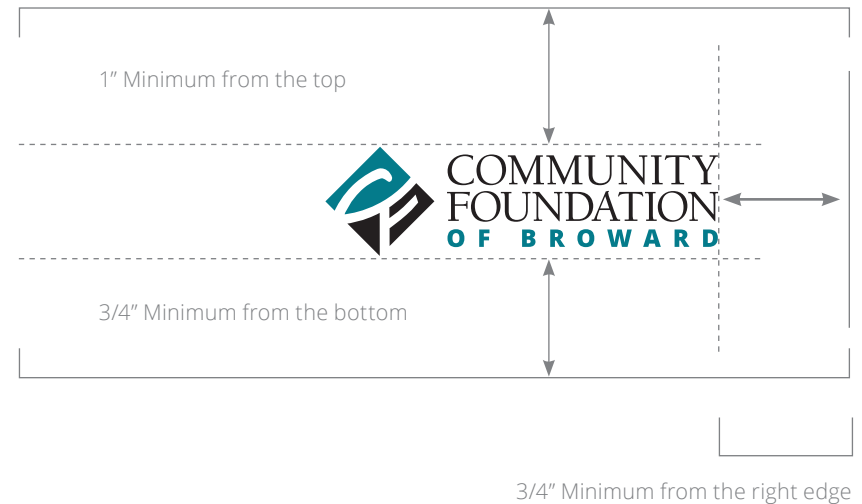 1” Minimum from the top
COMMUNITY
FOUNDATION
OF BROWARD
3/4” Minimum from the bottom
3/4” Minimum from the right edge